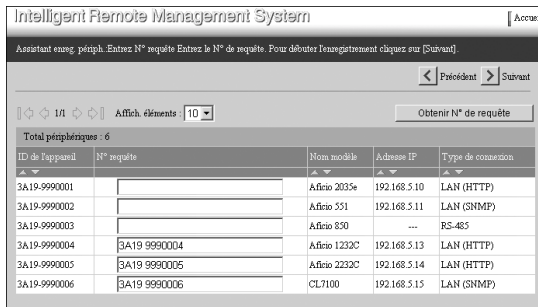 Intelligent Remote Management System
Assistant enreg. périph.:Entrez N° requête Entrez le N° de requête. Pour débuter l'enregistrement cliquez sur [Suivant].
Précédent Suivant
1/1 Affich. éléments : 10 Obtenir N° de requête
Total périphériques : 6
ID de l'appareil N° requête Nom modèle Adresse IP Type de connexion
3A19-9990001 Aficio 2035e 192.168.5.10 LAN (HTTP)
3A19-9990002 Aficio 551 192.168.5.11 LAN (SNMP)
3A19-9990003 Aficio 850 --- RS-485
3A19-9990004 3A19 9990004 Aficio 1232C 192.168.5.13 LAN (HTTP)
3A19-9990005 3A19 9990005 Aficio 2232C 192.168.5.14 LAN (HTTP)
3A19-9990006 3A19 9990006 CL7100 192.168.5.15 LAN (SNMP)